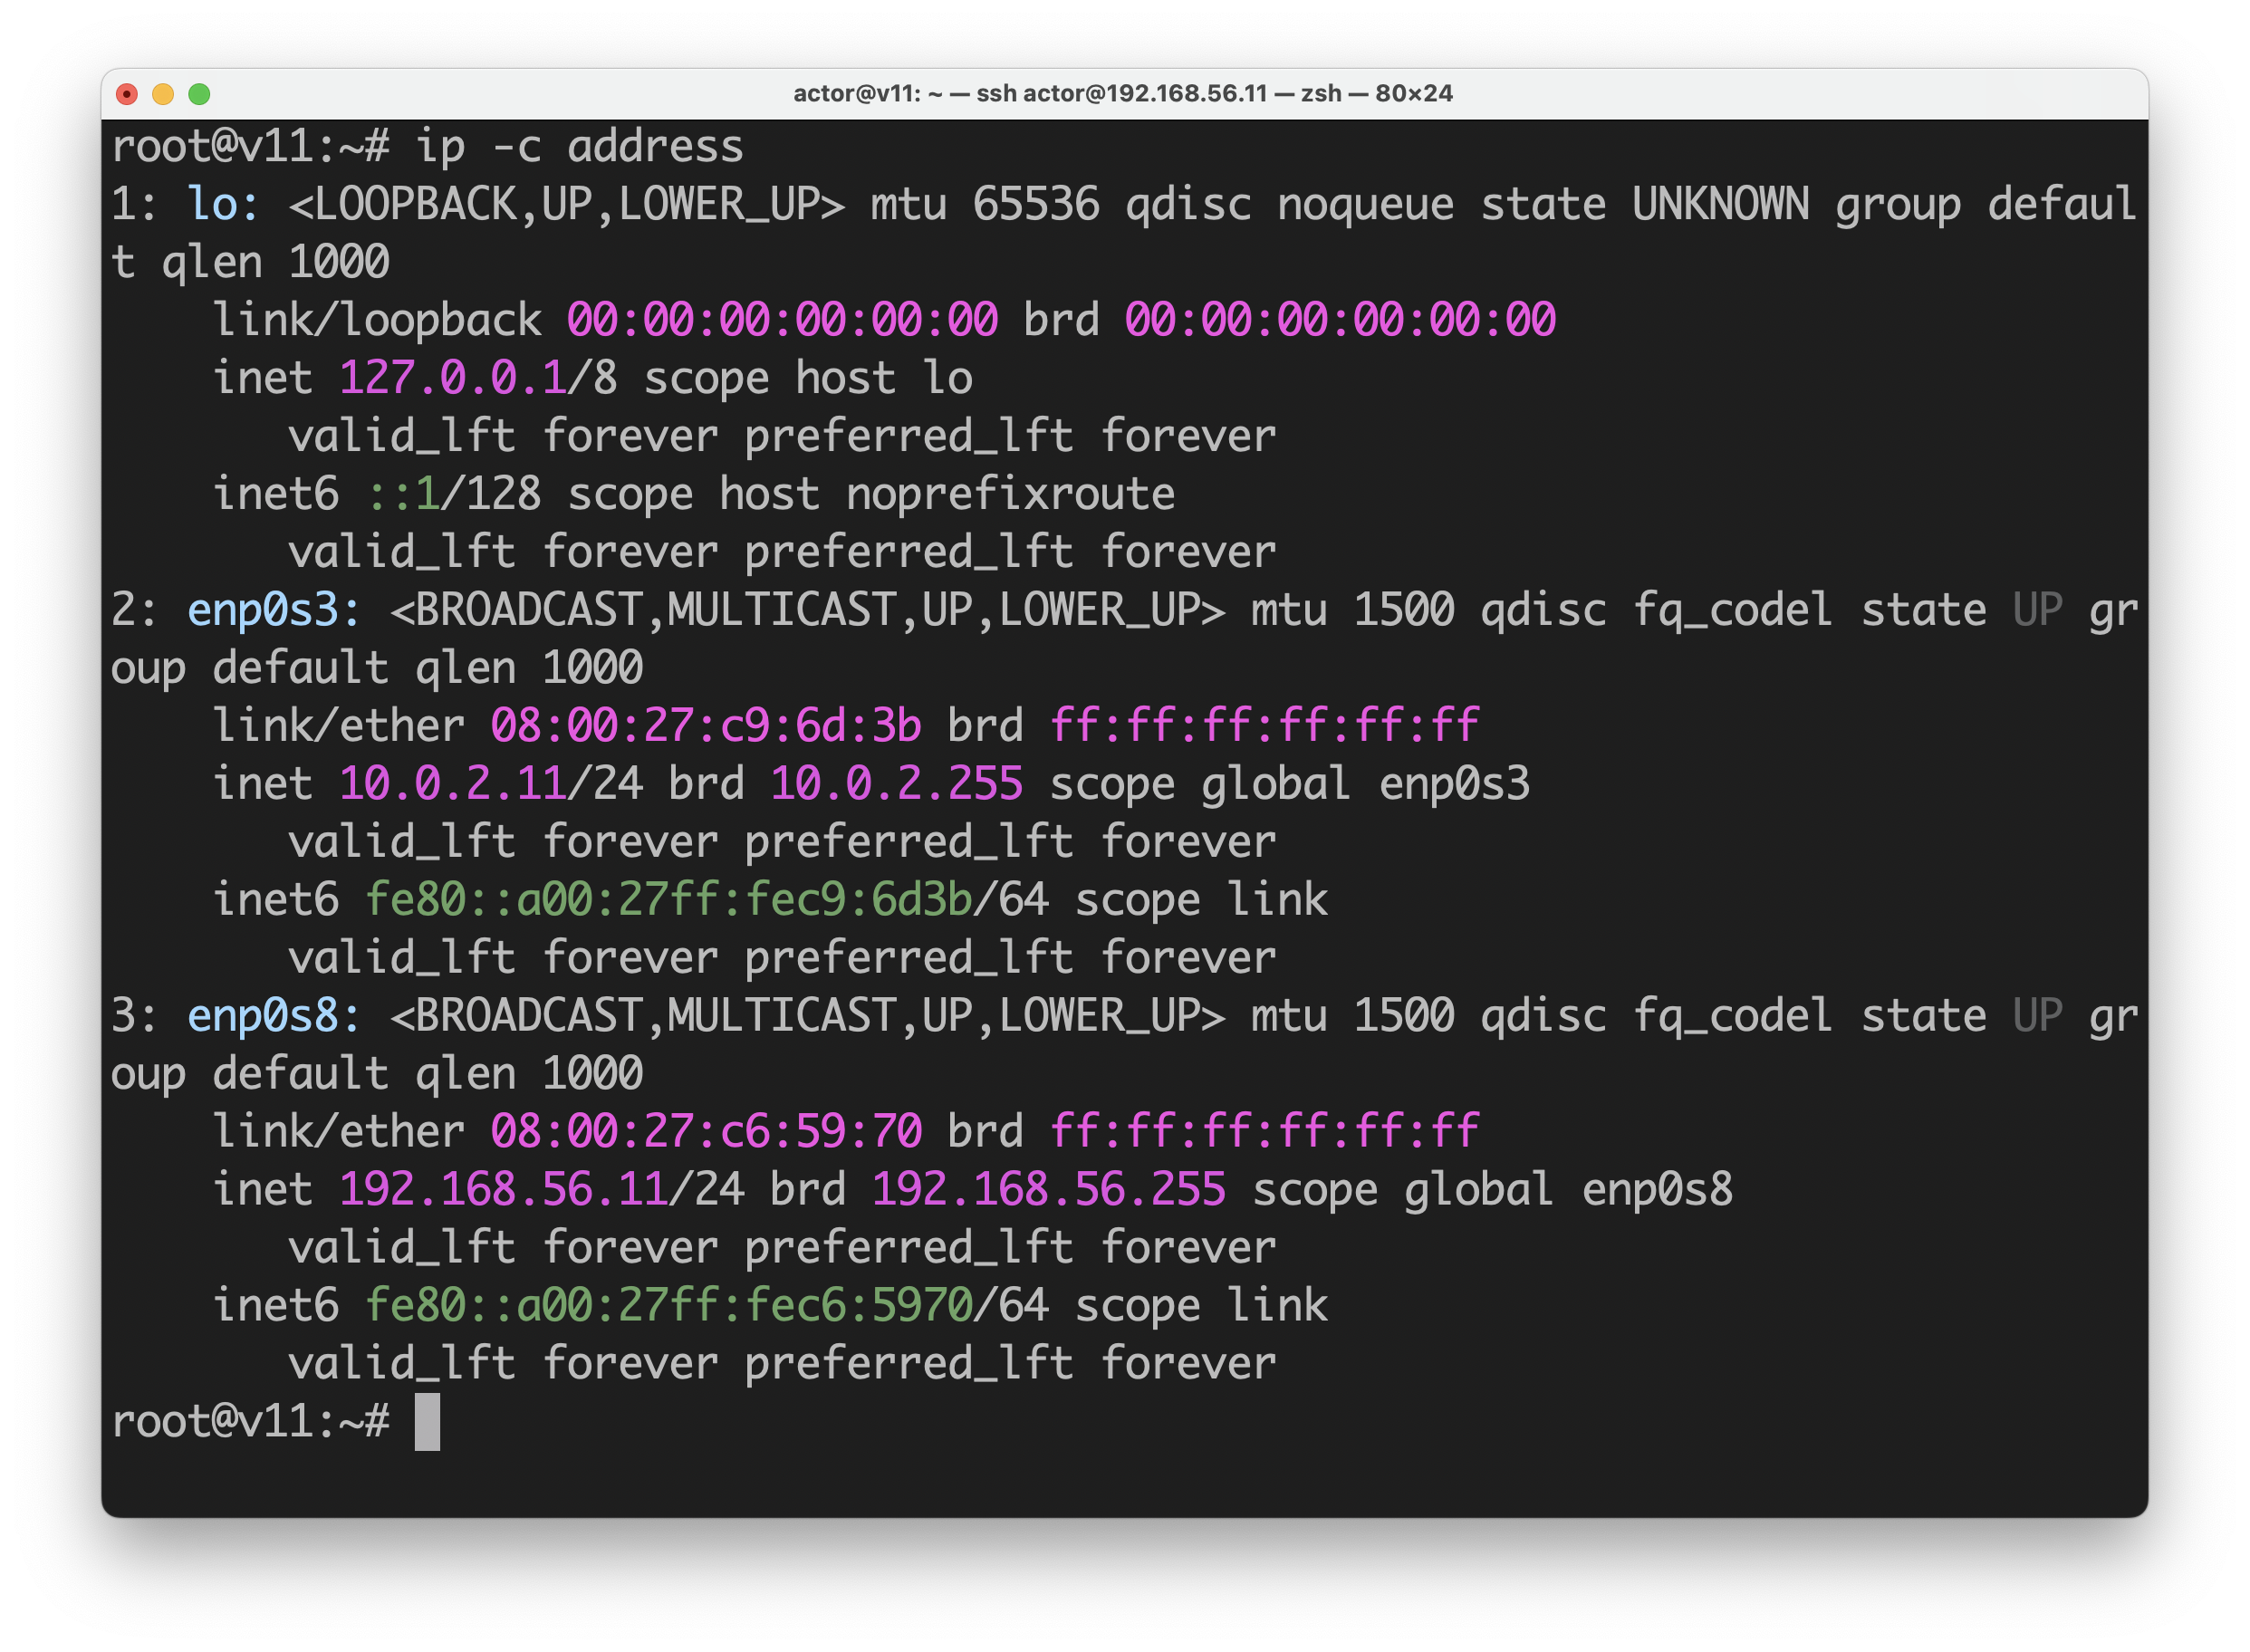 actor@v11: ~ — ssh actor@192.168.56.11 — zsh — 80×24
root@v11:~# ip -c address
1: lo: <LOOPBACK,UP,LOWER_UP> mtu 65536 qdisc noqueue state UNKNOWN group defaul
t qlen 1000
    link/loopback 00:00:00:00:00:00 brd 00:00:00:00:00:00
    inet 127.0.0.1/8 scope host lo
       valid_lft forever preferred_lft forever
    inet6 ::1/128 scope host noprefixroute
       valid_lft forever preferred_lft forever
2: enp0s3: <BROADCAST,MULTICAST,UP,LOWER_UP> mtu 1500 qdisc fq_codel state UP gr
oup default qlen 1000
    link/ether 08:00:27:c9:6d:3b brd ff:ff:ff:ff:ff:ff
    inet 10.0.2.11/24 brd 10.0.2.255 scope global enp0s3
       valid_lft forever preferred_lft forever
    inet6 fe80::a00:27ff:fec9:6d3b/64 scope link
       valid_lft forever preferred_lft forever
3: enp0s8: <BROADCAST,MULTICAST,UP,LOWER_UP> mtu 1500 qdisc fq_codel state UP gr
oup default qlen 1000
    link/ether 08:00:27:c6:59:70 brd ff:ff:ff:ff:ff:ff
    inet 192.168.56.11/24 brd 192.168.56.255 scope global enp0s8
       valid_lft forever preferred_lft forever
    inet6 fe80::a00:27ff:fec6:5970/64 scope link
       valid_lft forever preferred_lft forever
root@v11:~#